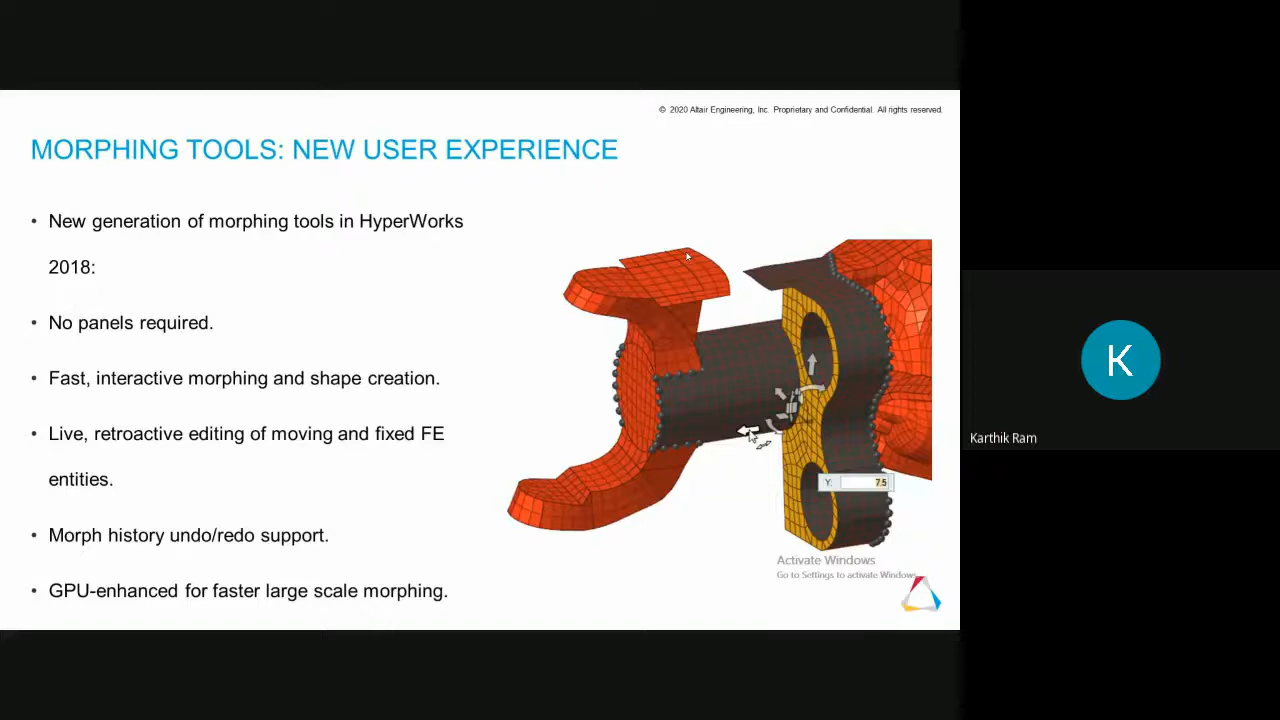 © 2020 Altair Engineering, Inc. Proprietary and Confidential. All rights reserved.
MORPHING TOOLS: NEW USER EXPERIENCE
• New generation of morphing tools in HyperWorks
2018:
• No panels required.
• Fast, interactive morphing and shape creation.
• Live, retroactive editing of moving and fixed FE
entities.
• Morph history undo/redo support.
• GPU-enhanced for faster large scale morphing.
Y: 7.5
Activate Windows
Go to Settings to activate Windows.
K
Karthik Ram